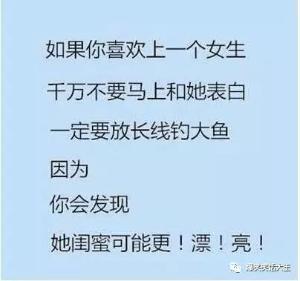 如果你喜欢上一个女生
千万不要马上和她表白
一定要放长线钓大鱼
因为
你会发现
她闺蜜可能更！漂！亮！